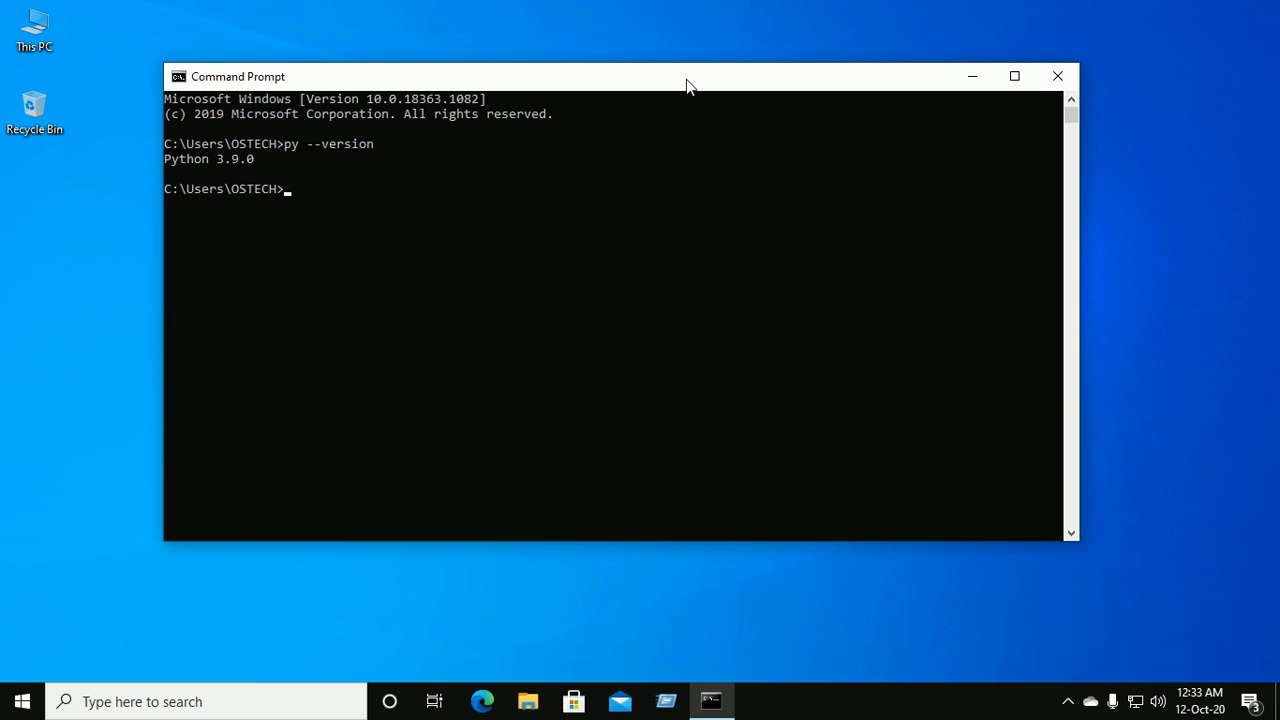 This PC
Recycle Bin
Command Prompt
Microsoft Windows [Version 10.0.18363.1082]
(c) 2019 Microsoft Corporation. All rights reserved.
C:\Users\OSTECH>py --version
Python 3.9.0
C:\Users\OSTECH>
Type here to search
12:33 AM
12-Oct-20
3